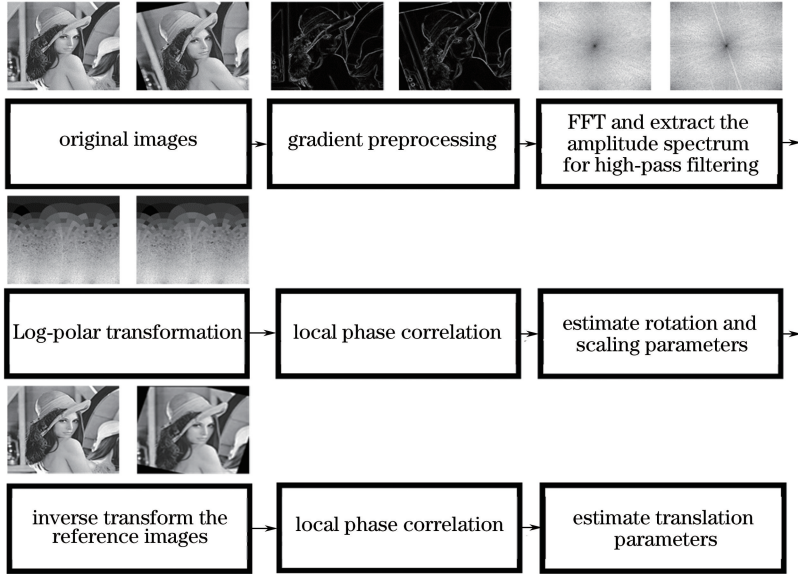 original images
gradient preprocessing
FFT and extract the
amplitude spectrum
for high-pass filtering
Log-polar transformation
local phase correlation
estimate rotation and
scaling parameters
inverse transform the
reference images
local phase correlation
estimate translation
parameters